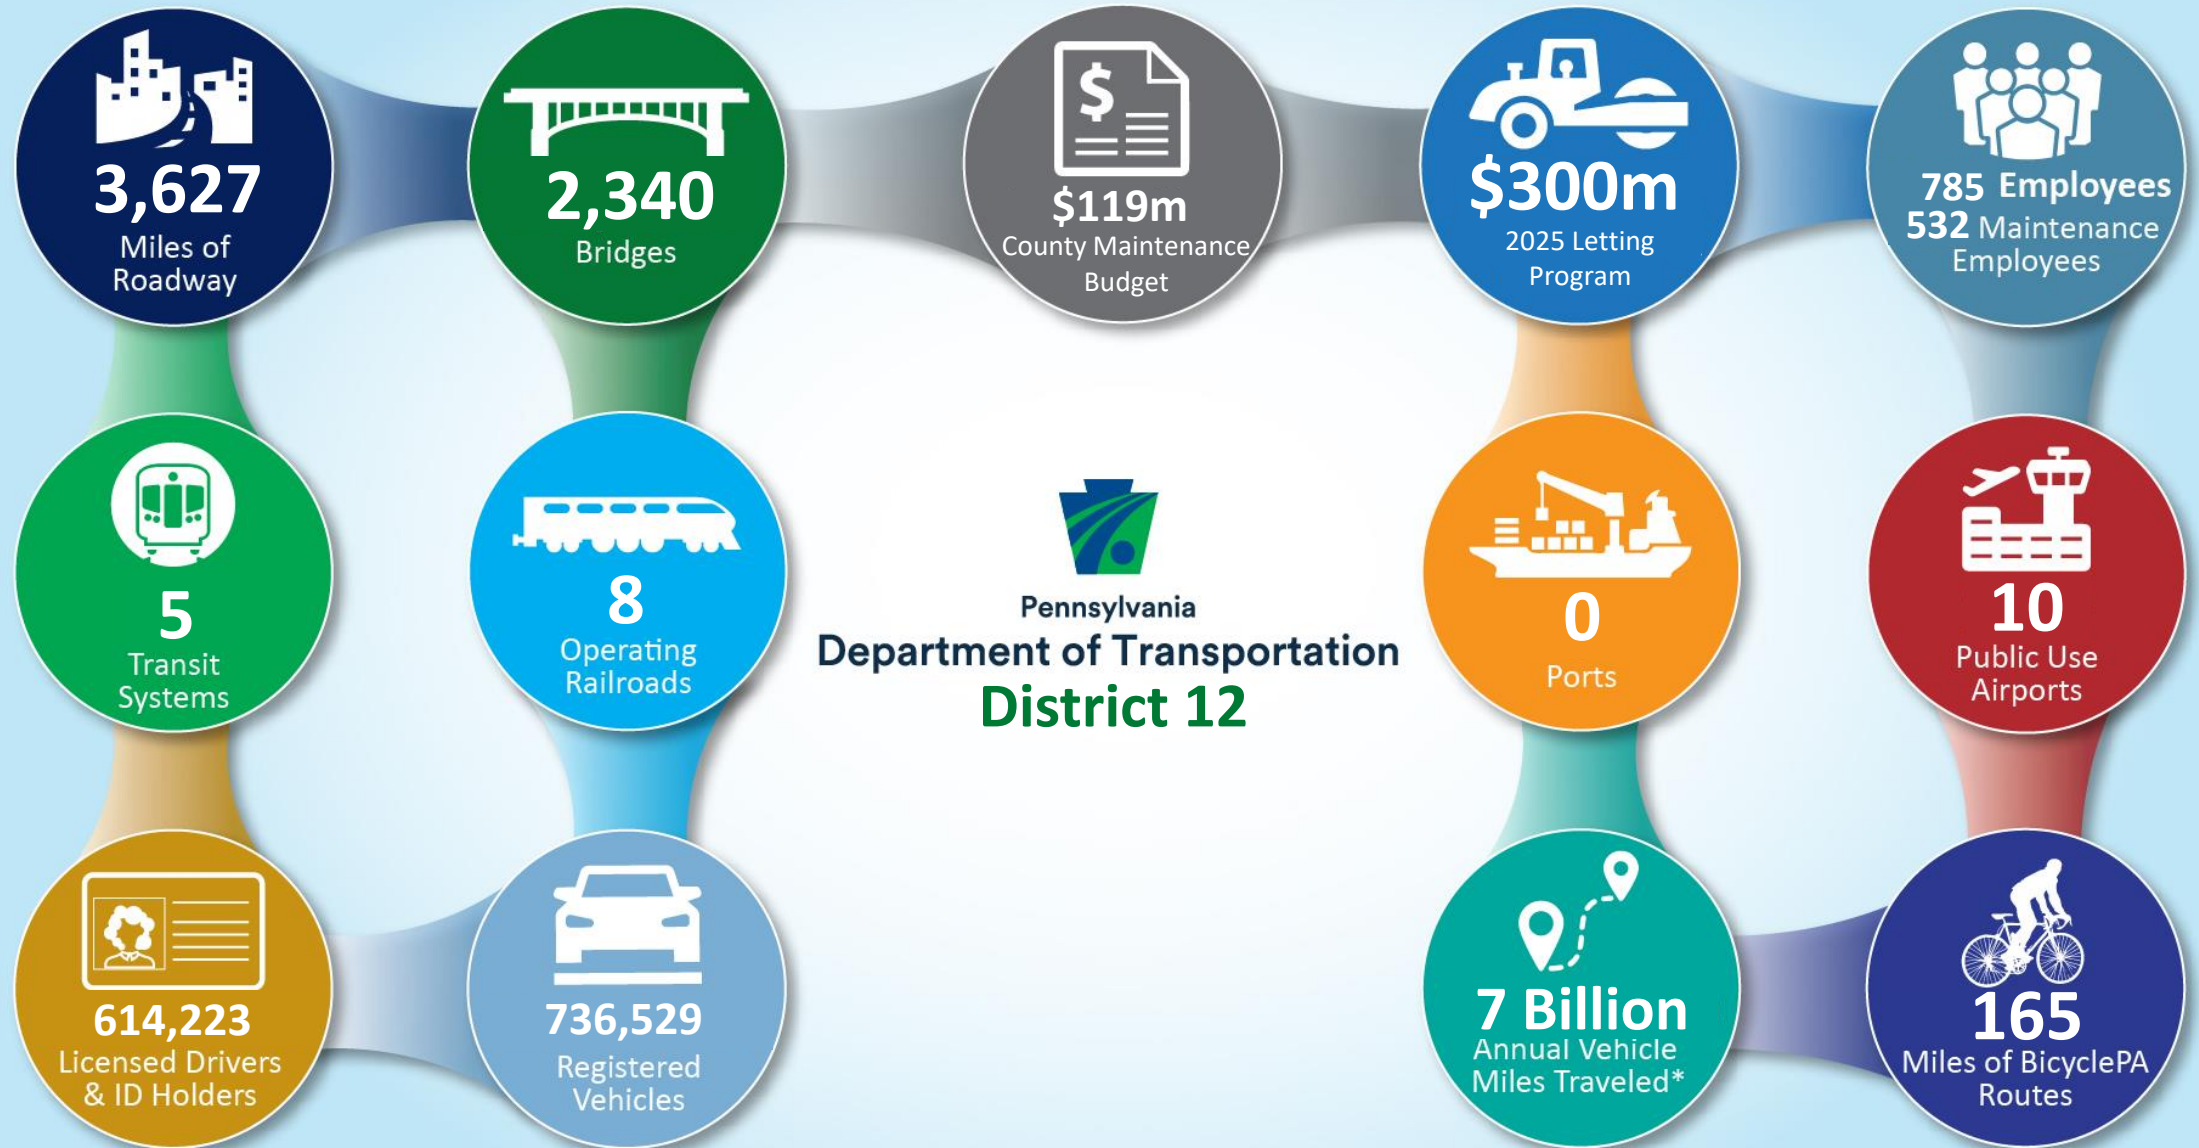 3,627
Miles of
Roadway
2,340
Bridges
$
$119m
County Maintenance
Budget
$300m
2025 Letting
Program
785 Employees
532 Maintenance
Employees
5
Transit
Systems
8
Operating
Railroads
Pennsylvania
Department of Transportation
District 12
0
Ports
10
Public Use
Airports
614,223
Licensed Drivers
& ID Holders
736,529
Registered
Vehicles
7 Billion
Annual Vehicle
Miles Traveled*
165
Miles of BicyclePA
Routes